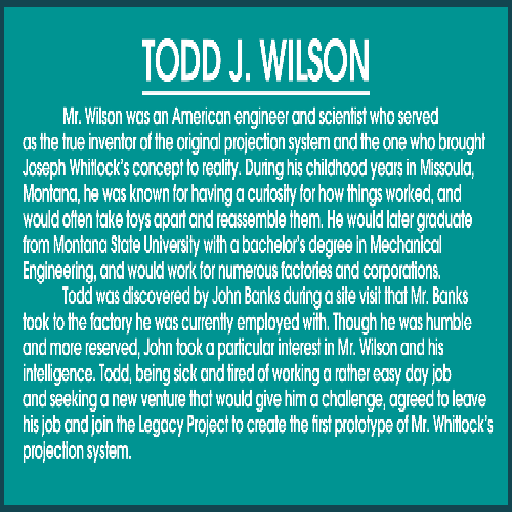 TODD J. WILSON
Mr. Wilson was an American engineer and scientist who served
as the true inventor of the original projection system and the one who brought
Joseph Whitlock's concept to reality. During his childhood years in Missoula,
Montana, he was known for having a curiosity for how things worked, and
would often take toys apart and reassemble them. He would later graduate
from Montana State University with a bachelor's degree in Mechanical
Engineering, and would work for numerous factories and corporations.
Todd was discovered by John Banks during a site visit that Mr. Banks
took to the factory he was currently employed with. Though he was humble
and more reserved, John took a particular interest in Mr. Wilson and his
intelligence. Todd, being sick and tired of working a rather easy day job
and seeking a new venture that would give him a challenge, agreed to leave
his job and join the Legacy Project to create the first prototype of Mr. Whitlock's
projection system.